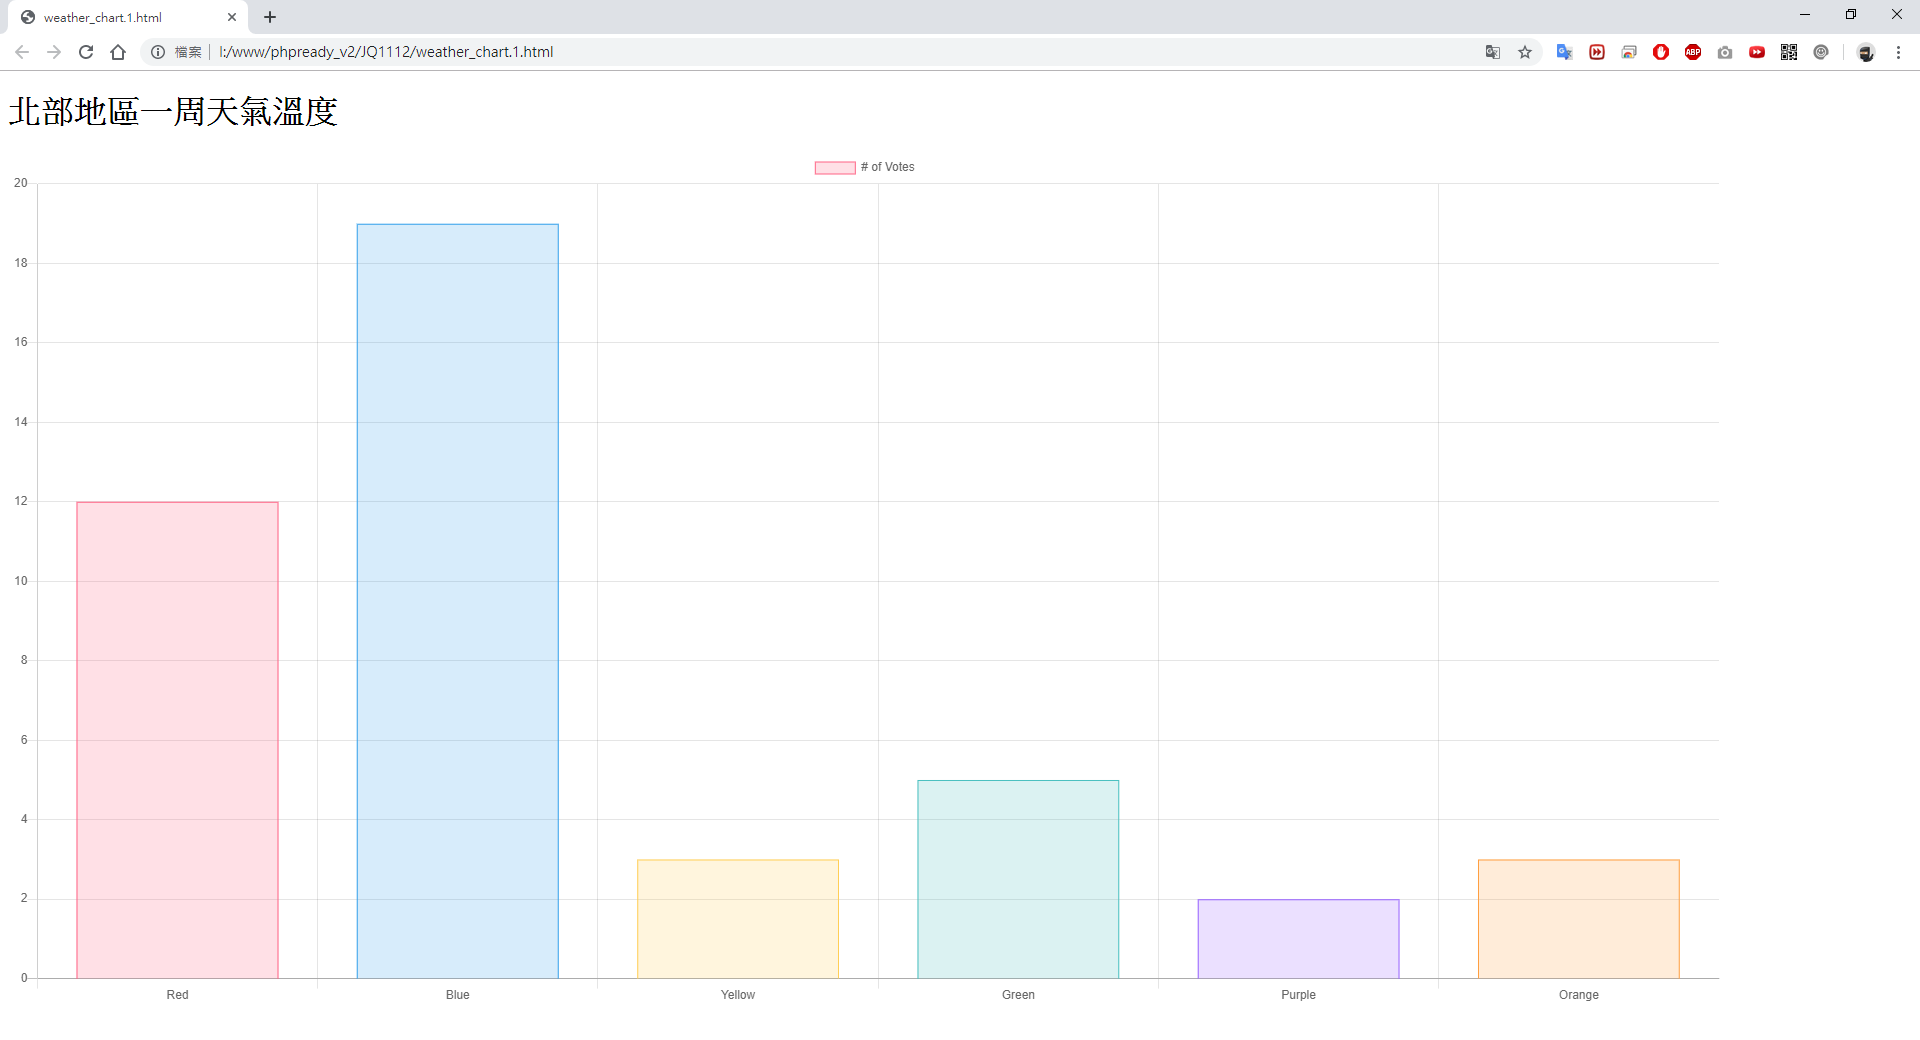 weather_chart.1.html
檔案 I:/www/phpready_v2/JQ1112/weather_chart.1.html
ABP
北部地區一周天氣溫度
# of Votes
20
18
16
14
12
10
8
6
4
2
0
Red Blue Yellow Green Purple Orange